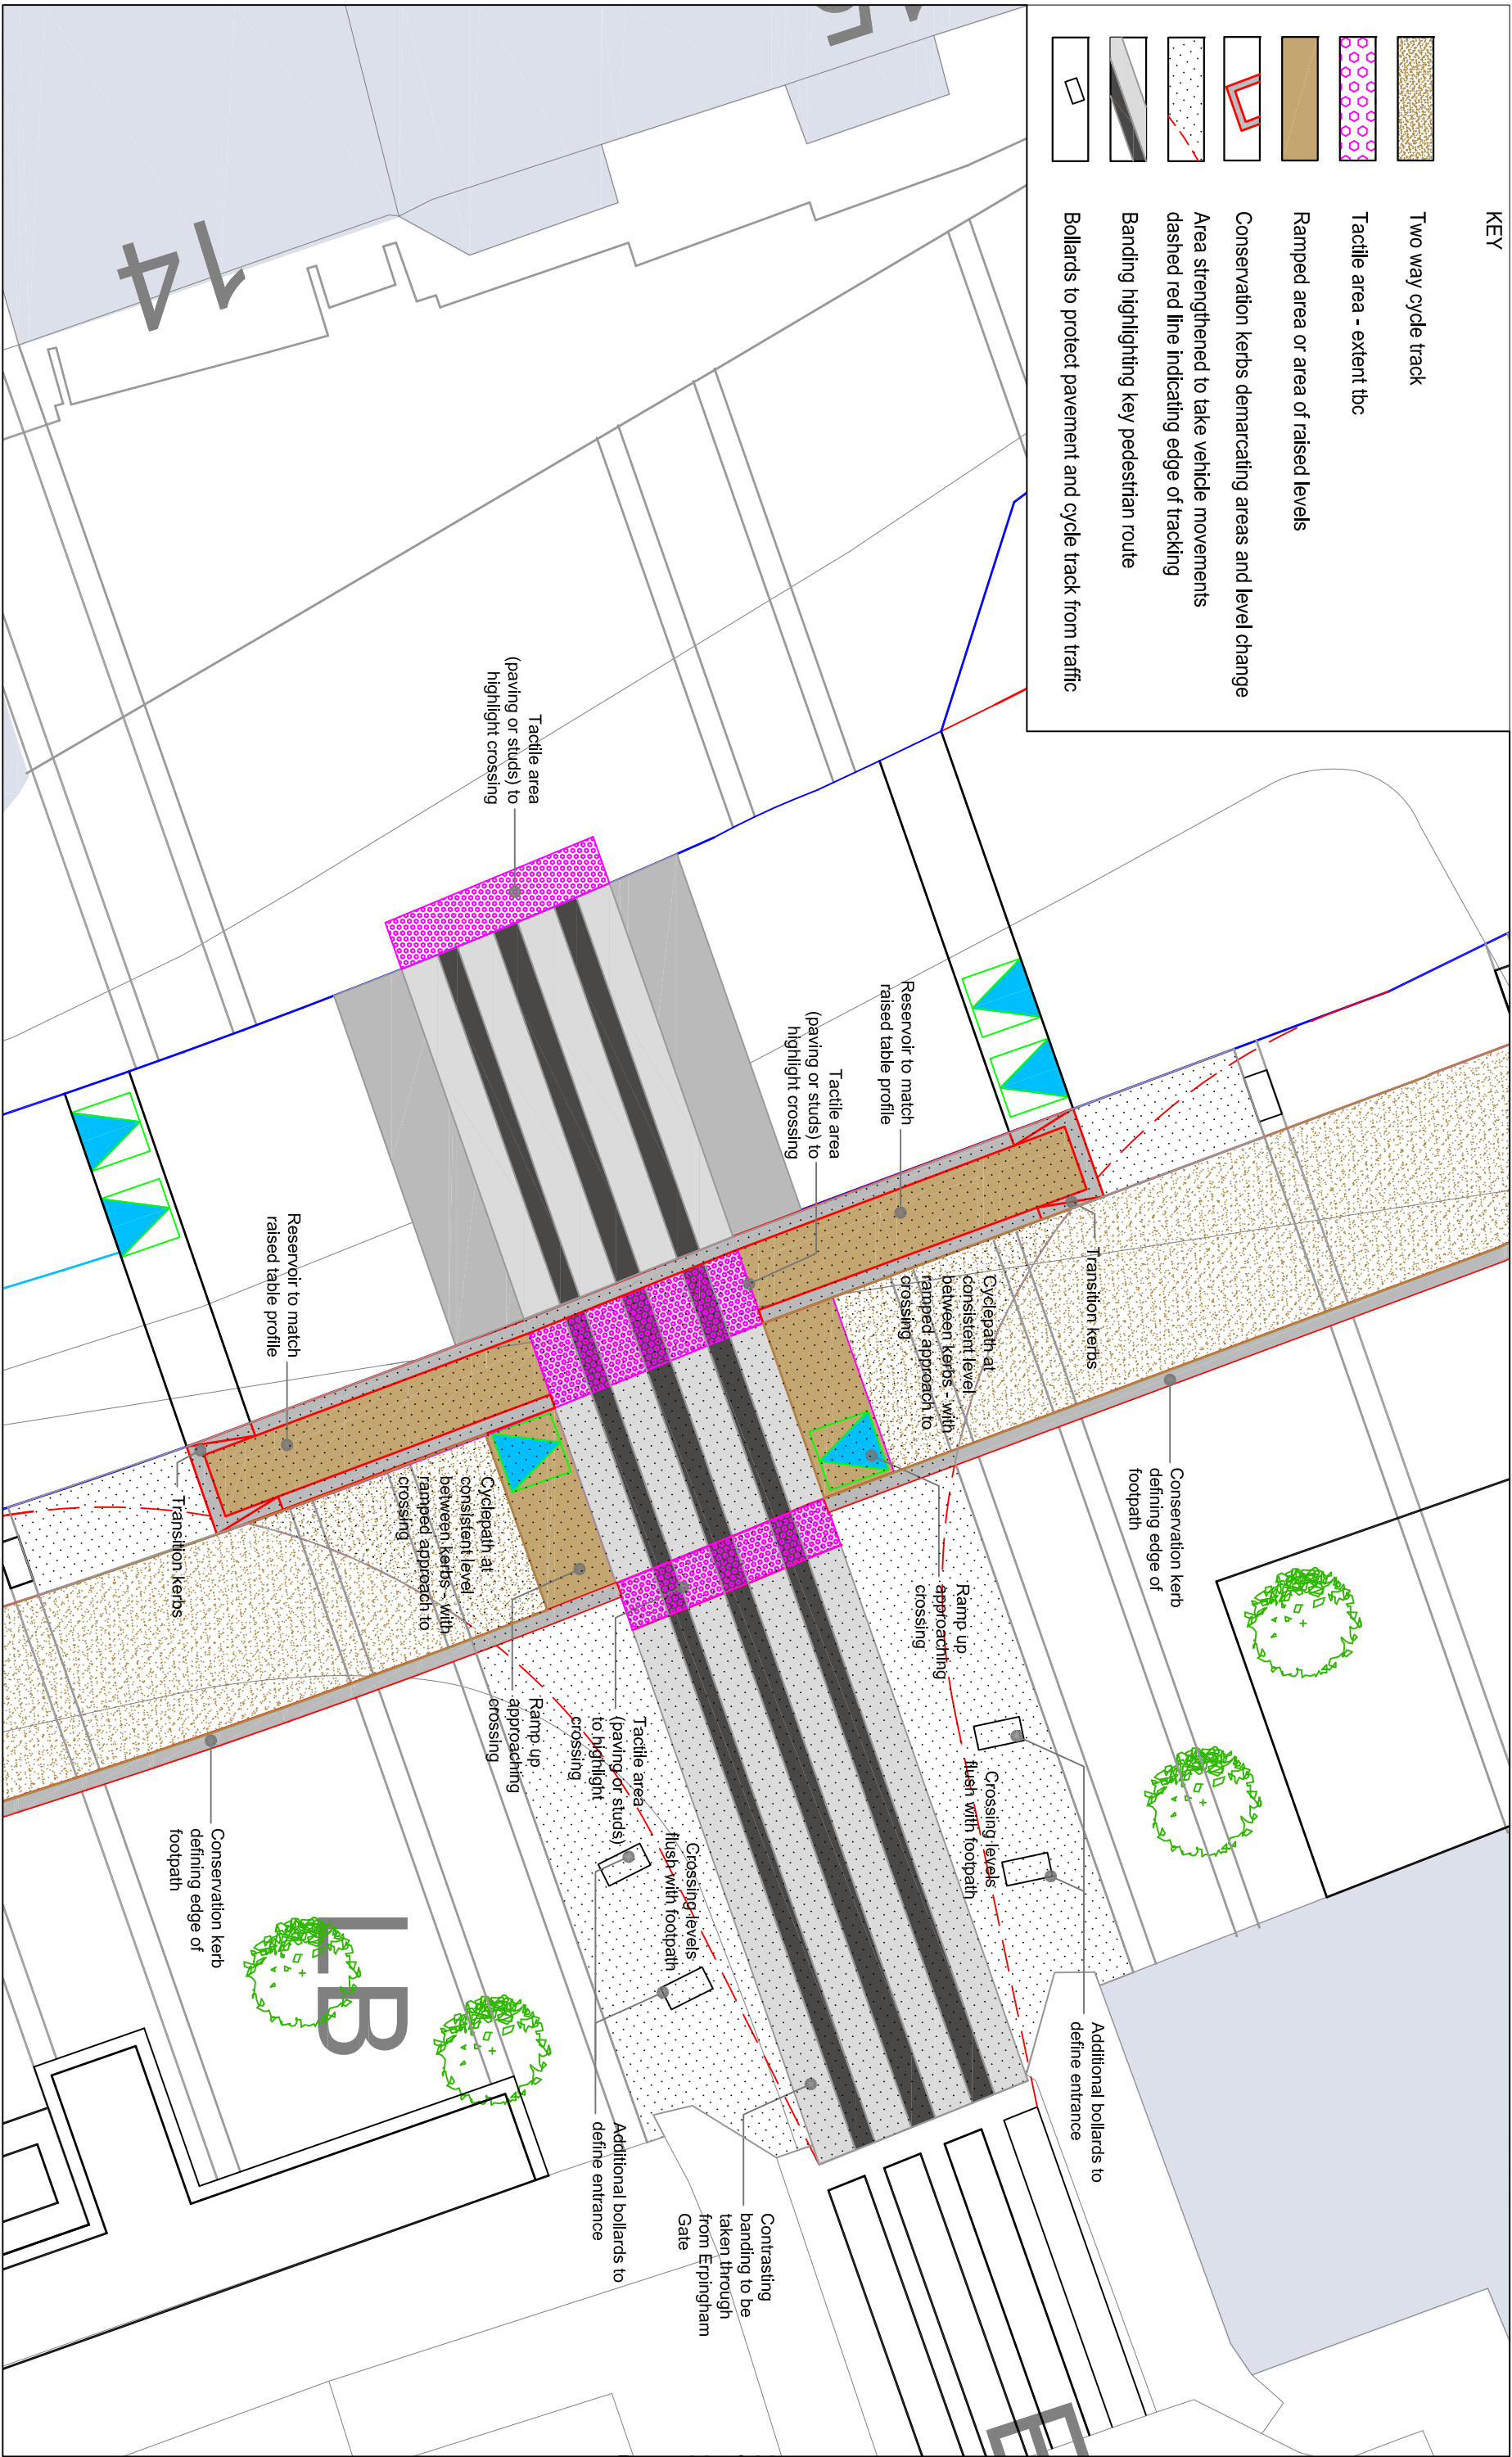 KEY
Two way cycle track
Tactile area - extent tbc
Ramped area or area of raised levels
Conservation kerbs demarcating areas and level change
Area strengthened to take vehicle movements
dashed red line indicating edge of tracking
Banding highlighting key pedestrian route
Bollards to protect pavement and cycle track from traffic
14
Tactile area
(paving or studs) to
highlight crossing
Reservoir to match
raised table profile
Tactile area
(paving or studs) to
highlight crossing
Transition kerbs
Cyclepath at
consistent level
between kerbs - with
ramped approach to
crossing
Conservation kerb
defining edge of
footpath
Reservoir to match
raised table profile
Transition kerbs
Cyclepath at
consistent level
between kerbs - with
ramped approach to
crossing
Ramp up
approaching
crossing
Ramp up
approaching
crossing
Tactile area
(paving or studs)
to highlight
crossing
Crossing levels
flush with footpath
Crossing levels
flush with footpath
Conservation kerb
defining edge of
footpath
LB
Additional bollards to
define entrance
Additional bollards to
define entrance
Contrasting
banding to be
taken through
from Erpingham
Gate